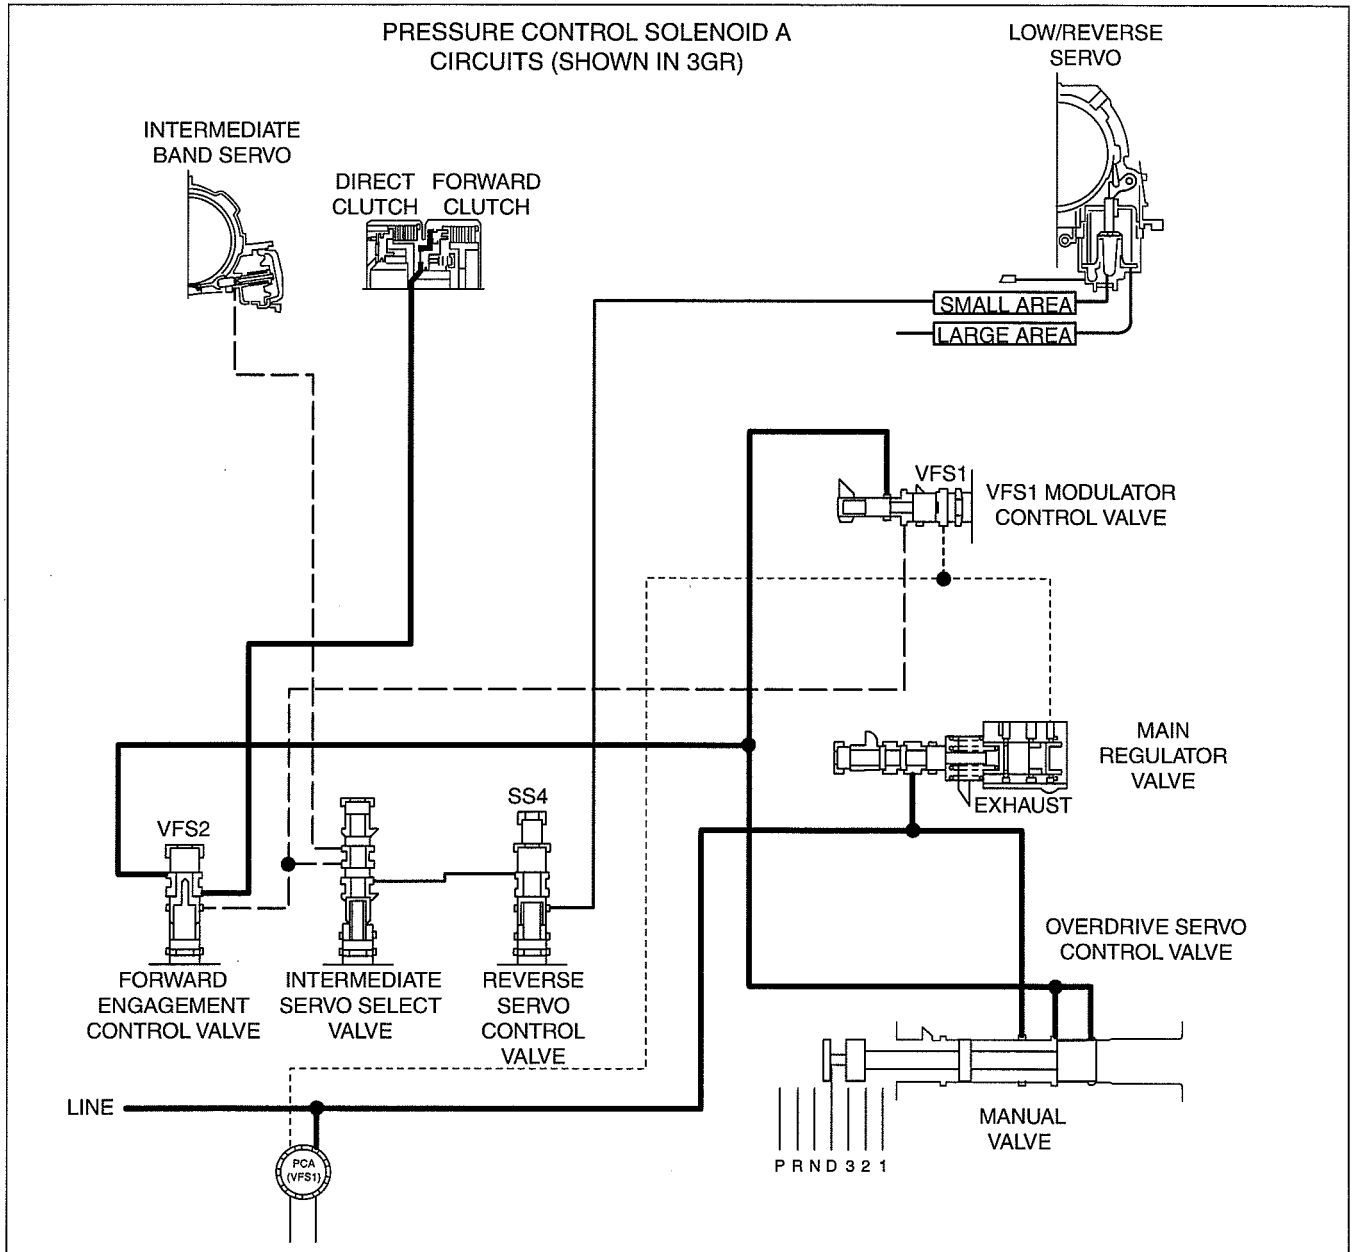 PRESSURE CONTROL SOLENOID A
CIRCUITS (SHOWN IN 3GR)
LOW/REVERSE
SERVO
INTERMEDIATE
BAND SERVO
DIRECT
CLUTCH
FORWARD
CLUTCH
SMALL AREA
LARGE AREA
VFS1
VFS1 MODULATOR
CONTROL VALVE
MAIN
REGULATOR
VALVE
EXHAUST
VFS2
SS4
FORWARD
ENGAGEMENT
CONTROL VALVE
INTERMEDIATE
SERVO SELECT
VALVE
REVERSE
SERVO
CONTROL
VALVE
OVERDRIVE SERVO
CONTROL VALVE
LINE
PCA
(VFS1)
MANUAL
VALVE
P R N D 3 2 1